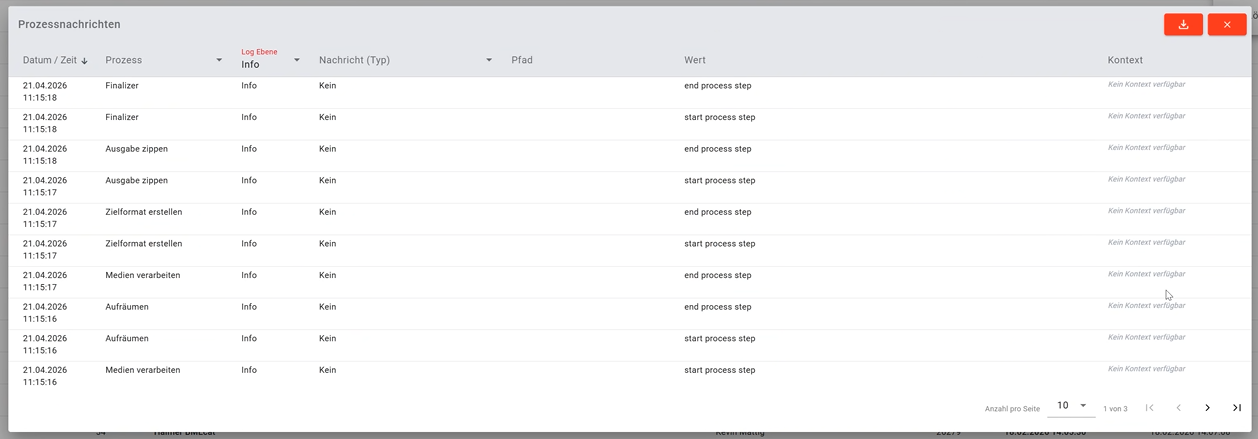 Prozessnachrichten
Datum / Zeit Prozess Log Ebene Info Nachricht (Typ) Pfad Wert Kontext
21.04.2026 11:15:18 Finalizer Info Kein end process step Kein Kontext verfügbar
21.04.2026 11:15:18 Finalizer Info Kein start process step Kein Kontext verfügbar
21.04.2026 11:15:18 Ausgabe zippen Info Kein end process step Kein Kontext verfügbar
21.04.2026 11:15:17 Ausgabe zippen Info Kein start process step Kein Kontext verfügbar
21.04.2026 11:15:17 Zielformat erstellen Info Kein end process step Kein Kontext verfügbar
21.04.2026 11:15:17 Zielformat erstellen Info Kein start process step Kein Kontext verfügbar
21.04.2026 11:15:17 Medien verarbeiten Info Kein end process step Kein Kontext verfügbar
21.04.2026 11:15:16 Aufräumen Info Kein end process step Kein Kontext verfügbar
21.04.2026 11:15:16 Aufräumen Info Kein start process step Kein Kontext verfügbar
21.04.2026 11:15:16 Medien verarbeiten Info Kein start process step Kein Kontext verfügbar
Anzahl pro Seite 10 1 von 3